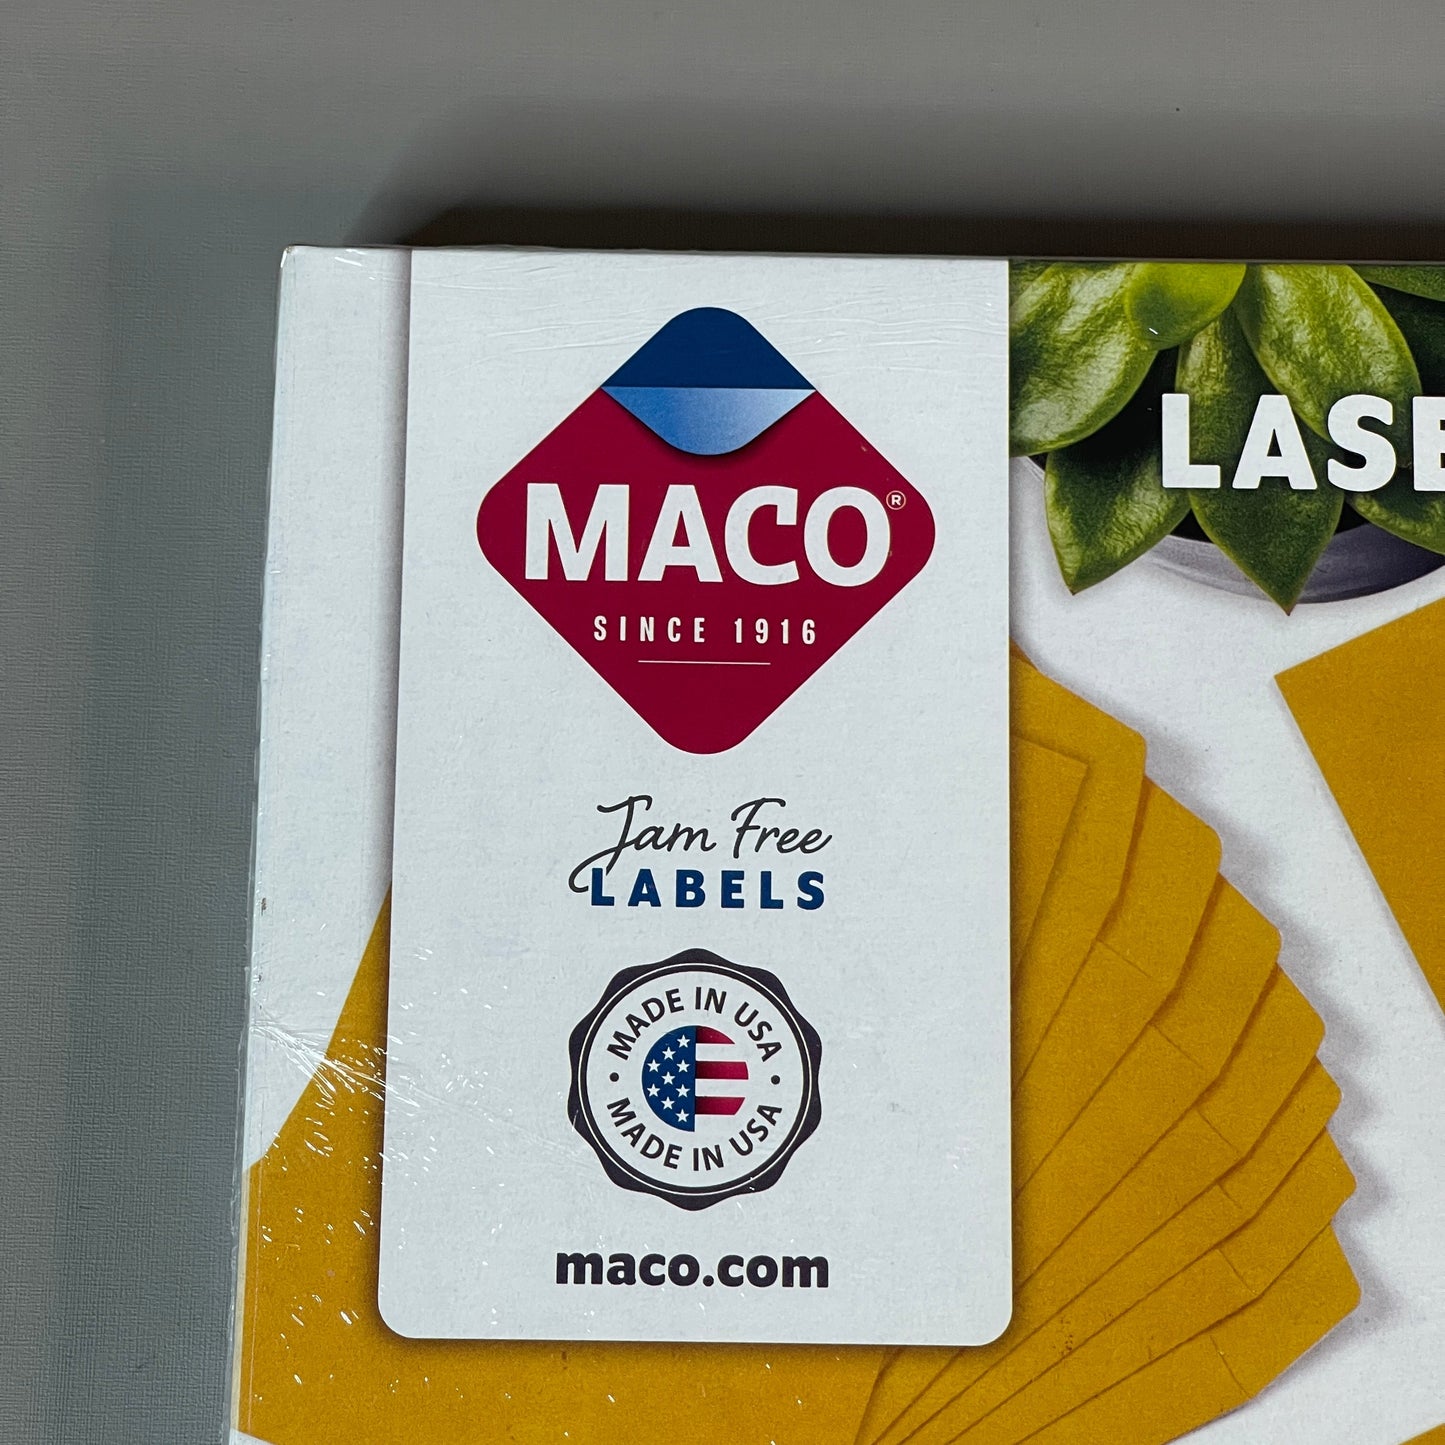 MACO®
SINCE 1916
Jam Free
LABELS
MADE IN USA
• •
MADE IN USA
maco.com
LASE